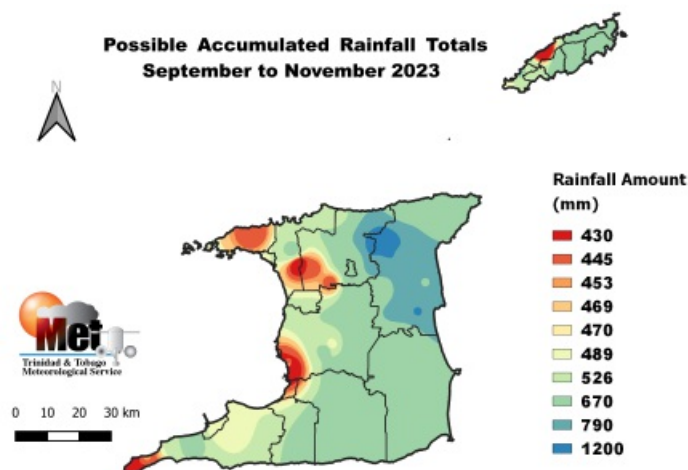 Possible Accumulated Rainfall Totals
September to November 2023
N
Rainfall Amount
(mm)
430
445
453
469
470
489
526
670
790
1200
Met
Trinidad & Tobago
Meteorological Service
0 10 20 30 km